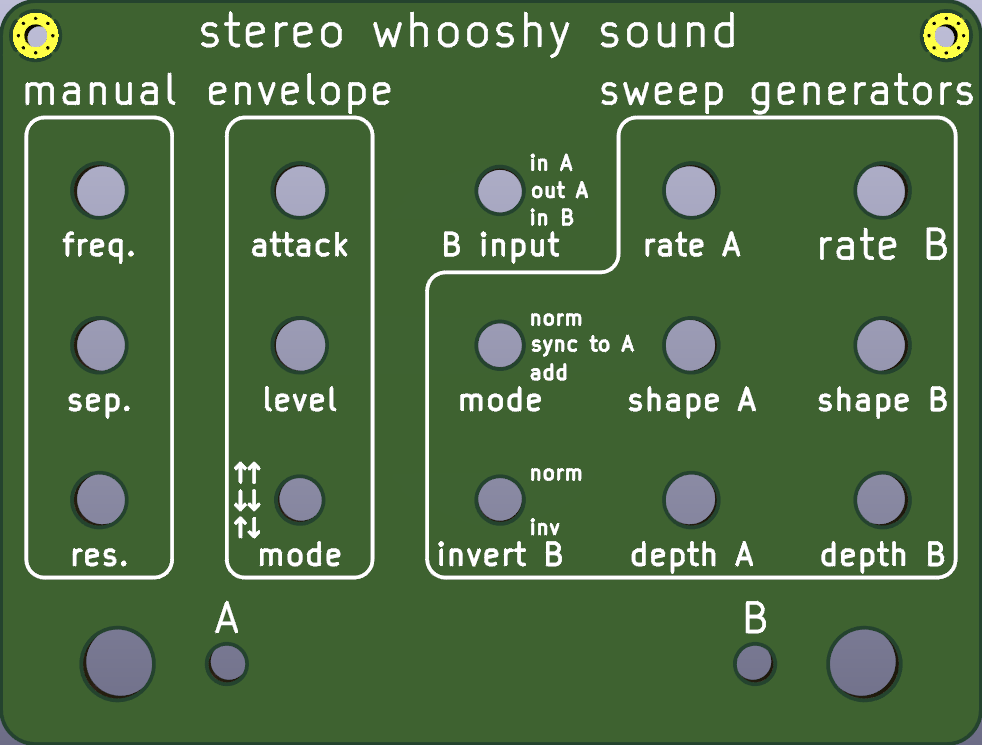 stereo whooshy sound
manual envelope sweep generators
in A
out A
in B
freq. attack B input rate A rate B
norm
sync to A
add
sep. level mode shape A shape B
↑↑
↓↓
↑↓
norm
inv
res. mode invert B depth A depth B
A B